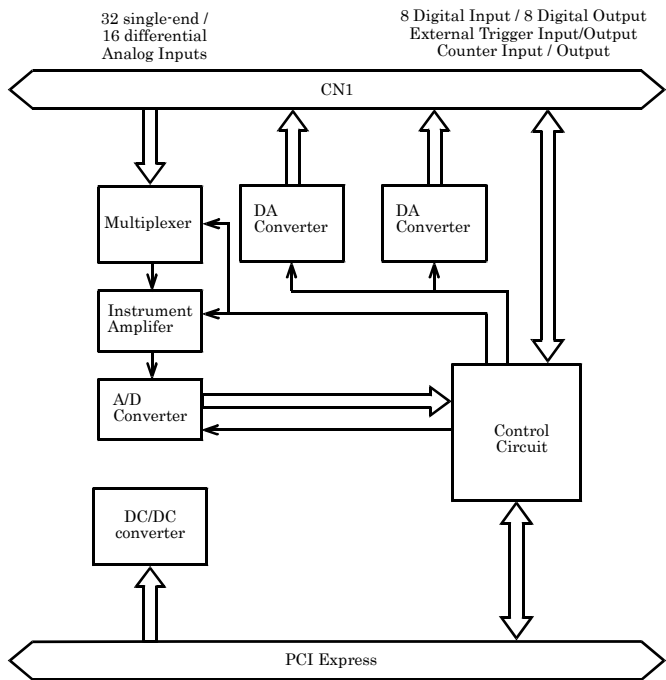 32 single-end /
16 differential
Analog Inputs
8 Digital Input / 8 Digital Output
External Trigger Input/Output
Counter Input / Output
CN1
Multiplexer
DA
Converter
DA
Converter
Instrument
Amplifer
A/D
Converter
Control
Circuit
DC/DC
converter
PCI Express